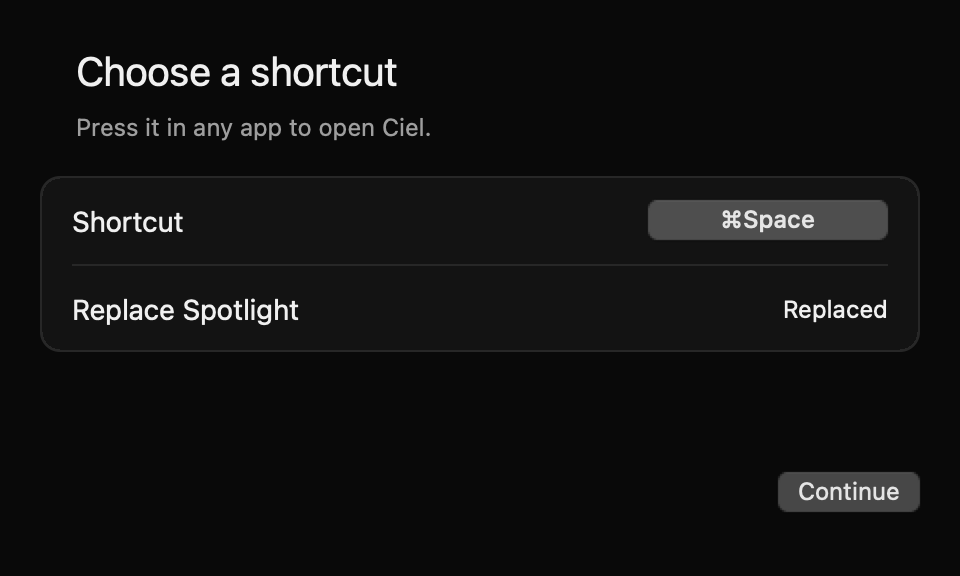 Choose a shortcut
Press it in any app to open Ciel.
Shortcut
⌘Space
Replace Spotlight
Replaced
Continue